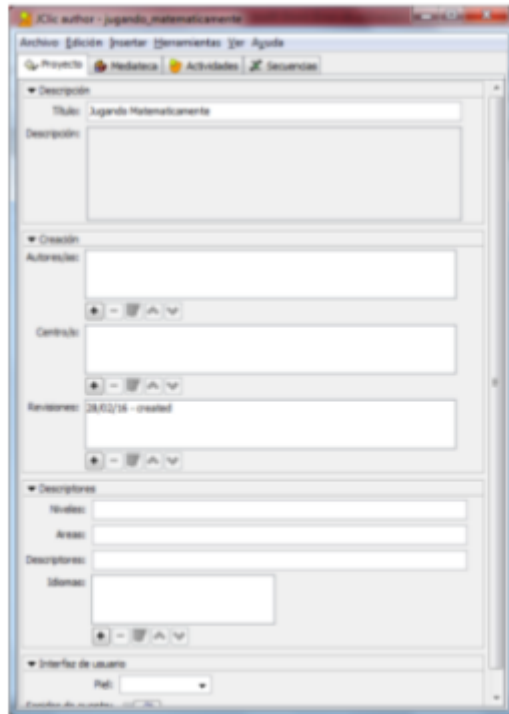 JClic author - jugando_matematicamente
Archivo Edición Insertar Herramientas Ver Ayuda
Proyecto Mediateca Actividades Secuencias
Descripción
Título: Jugando Matematicamente
Descripción:
Creación
Autores/as:
Centro/s:
Revisiones: 28/02/16 - created
Descriptores
Niveles:
Areas:
Descriptores:
Idiomas:
Interfaz de usuario
Piel: